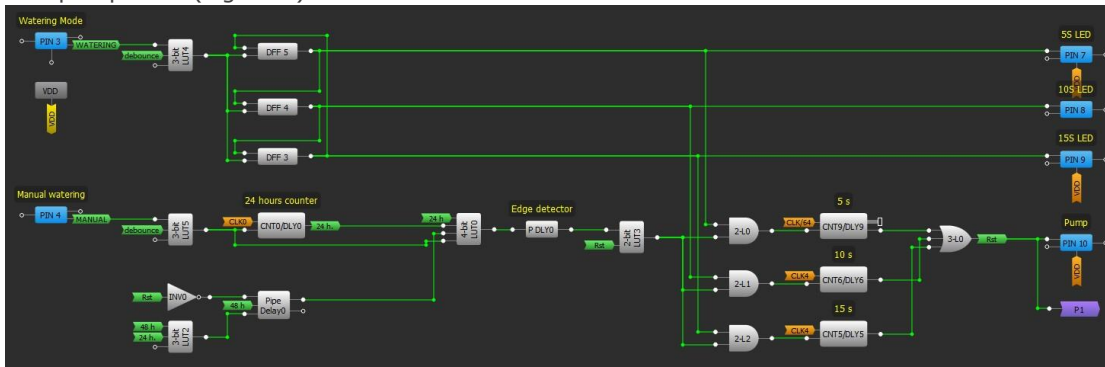 Watering Mode
PIN 3
WATERING
debounce
3-bit
LUT4
DFF 5
5S LED
PIN 7
VDD
VDD
VDD
DFF 4
10S LED
PIN 8
DFF 3
15S LED
PIN 9
VDD
Manual watering
PIN 4
MANUAL
debounce
3-bit
LUT5
24 hours counter
CLK0
CNT0/DLY0
24 h.
24 h
4-bit
LUT0
Edge detector
P DLY0
Rst
2-bit
LUT3
2-L0
5 s
CLK/64
CNT9/DLY9
3-L0
Rst
Pump
PIN 10
VDD
2-L1
10 s
CLK4
CNT6/DLY6
P1
Rst
INV0
48 h
Pipe
Delay0
48 h
24 h.
3-bit
LUT2
2-L2
15 s
CLK4
CNT5/DLY5